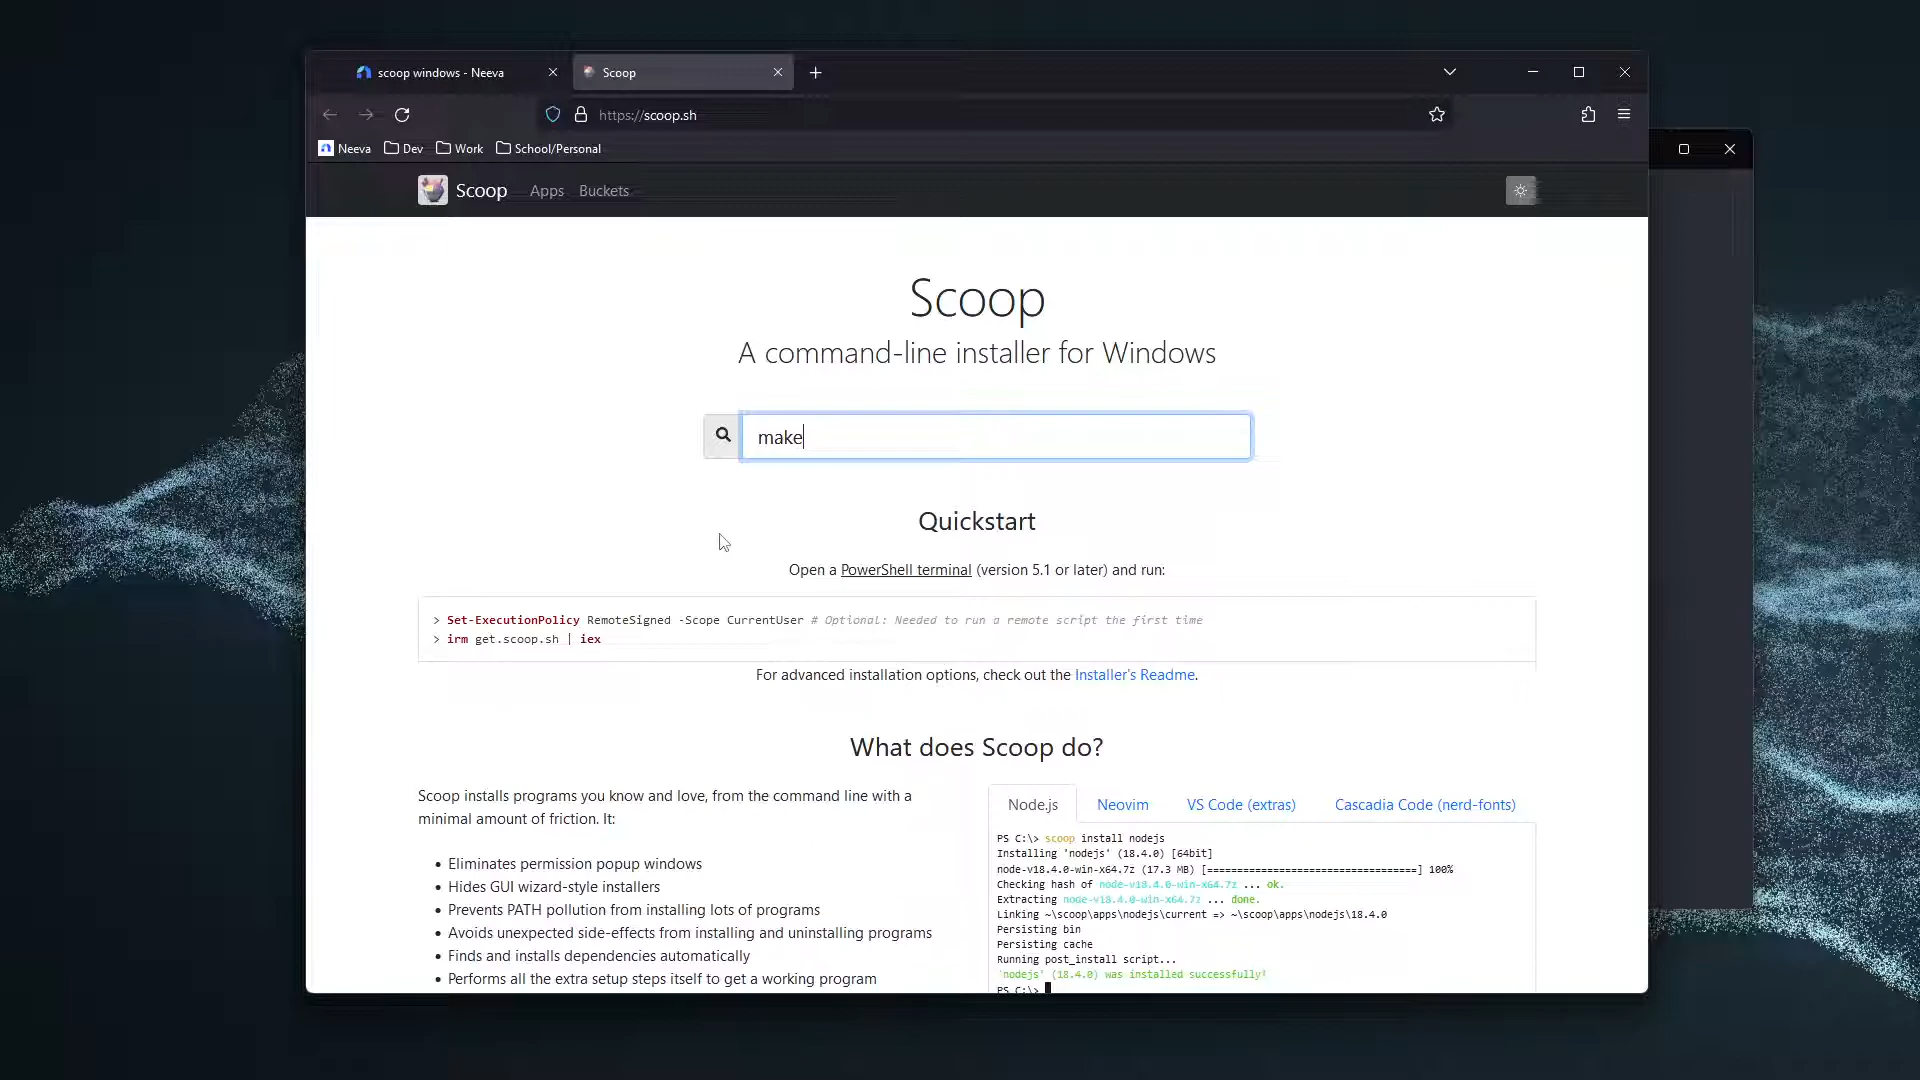 scoop windows - Neeva
Scoop
https://scoop.sh
Neeva
Dev
Work
School/Personal
Scoop
Apps
Buckets
Scoop
A command-line installer for Windows
make
Quickstart
Open a PowerShell terminal (version 5.1 or later) and run:
> Set-ExecutionPolicy RemoteSigned -Scope CurrentUser # Optional: Needed to run a remote script the first time
> irm get.scoop.sh | iex
For advanced installation options, check out the Installer's Readme.
What does Scoop do?
Scoop installs programs you know and love, from the command line with a
minimal amount of friction. It:
• Eliminates permission popup windows
• Hides GUI wizard-style installers
• Prevents PATH pollution from installing lots of programs
• Avoids unexpected side-effects from installing and uninstalling programs
• Finds and installs dependencies automatically
• Performs all the extra setup steps itself to get a working program
Node.js
Neovim
VS Code (extras)
Cascadia Code (nerd-fonts)
PS C:\> scoop install nodejs
Installing 'nodejs' (18.4.0) [64bit]
node-v18.4.0-win-x64.7z (17.3 MB) [===================================] 100%
Checking hash of node-v18.4.0-win-x64.7z ... ok.
Extracting node-v18.4.0-win-x64.7z ... done.
Linking ~\scoop\apps\nodejs\current => ~\scoop\apps\nodejs\18.4.0
Persisting bin
Persisting cache
Running post_install script...
'nodejs' (18.4.0) was installed successfully!
PS C:\>